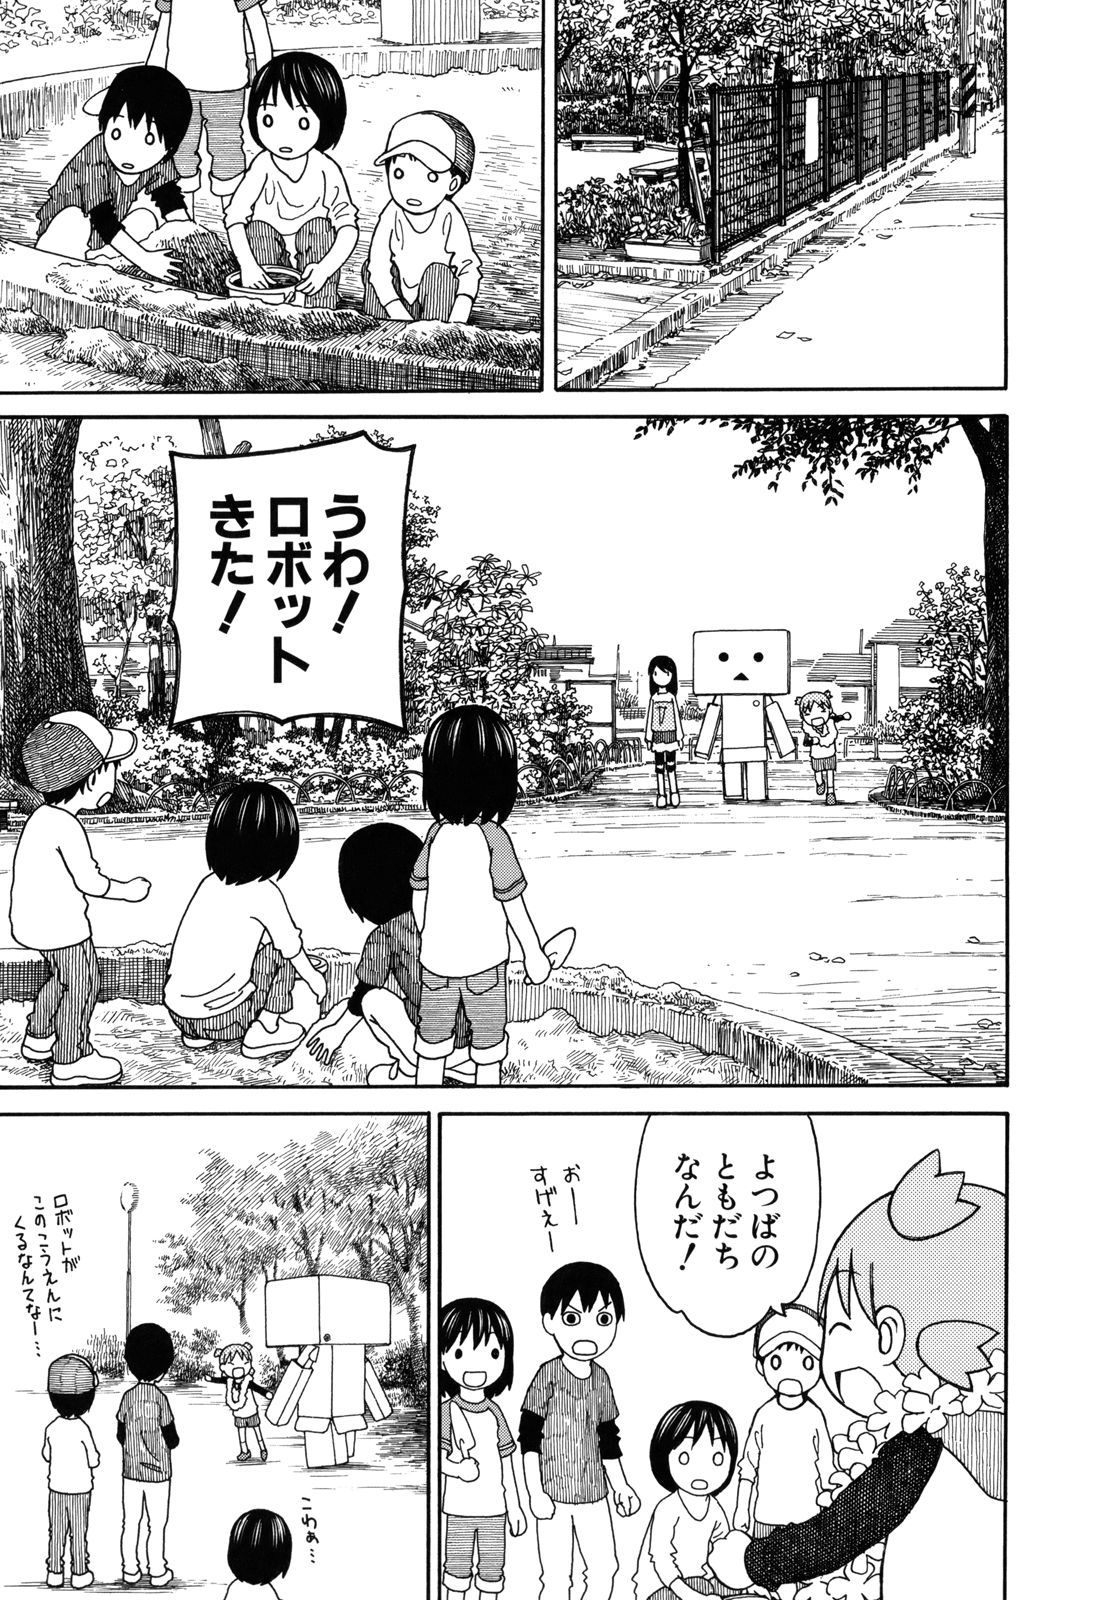 うわ！
ロボット
きた！
よつばの
ともだち
なんだ！
おー
すげぇー
ロボットが
このこうえんに
くるなんてなー…
こわぁ…